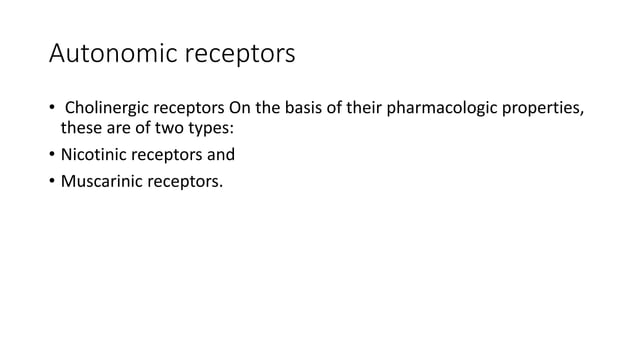 Autonomic receptors
• Cholinergic receptors On the basis of their pharmacologic properties,
these are of two types:
• Nicotinic receptors and
• Muscarinic receptors.